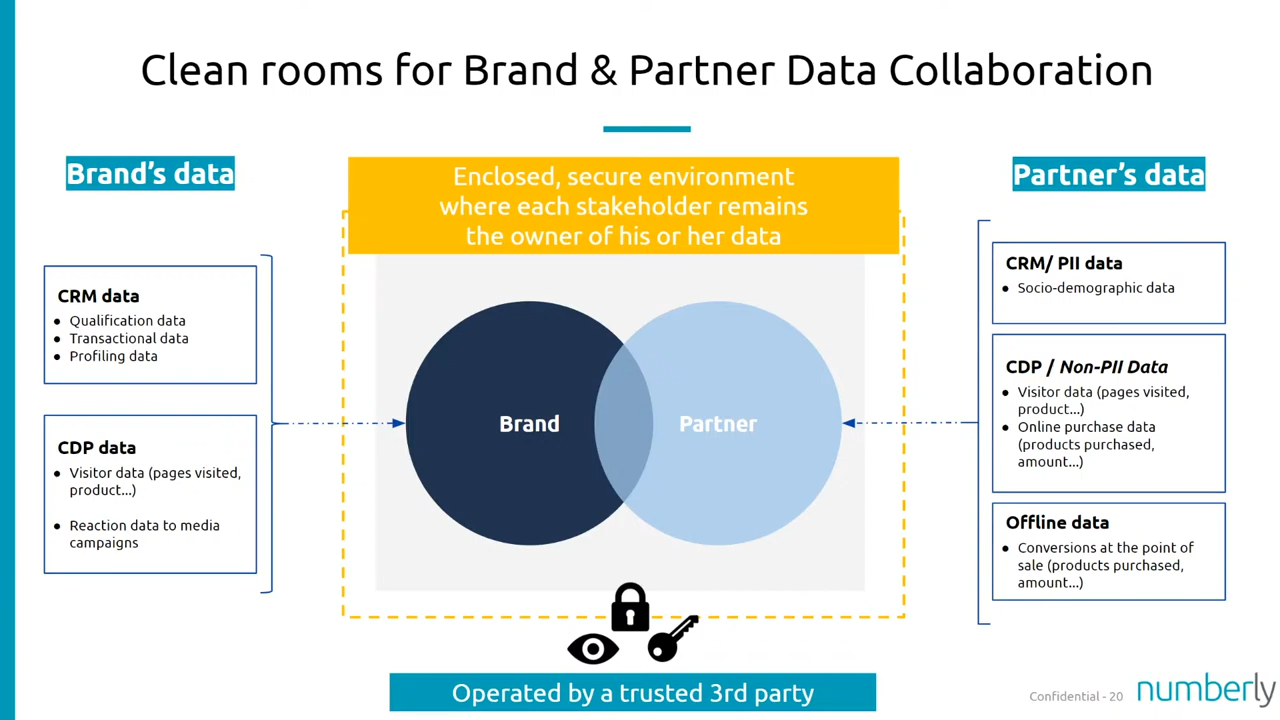 Clean rooms for Brand & Partner Data Collaboration
Brand's data
Enclosed, secure environment
where each stakeholder remains
the owner of his or her data
Partner's data
CRM data
● Qualification data
● Transactional data
● Profiling data
CDP data
● Visitor data (pages visited,
product...)
● Reaction data to media
campaigns
Brand
Partner
CRM/ PII data
● Socio-demographic data
CDP / Non-PII Data
● Visitor data (pages visited,
product...)
● Online purchase data
(products purchased,
amount...)
Offline data
● Conversions at the point of
sale (products purchased,
amount...)
Operated by a trusted 3rd party
Confidential - 20
numberly